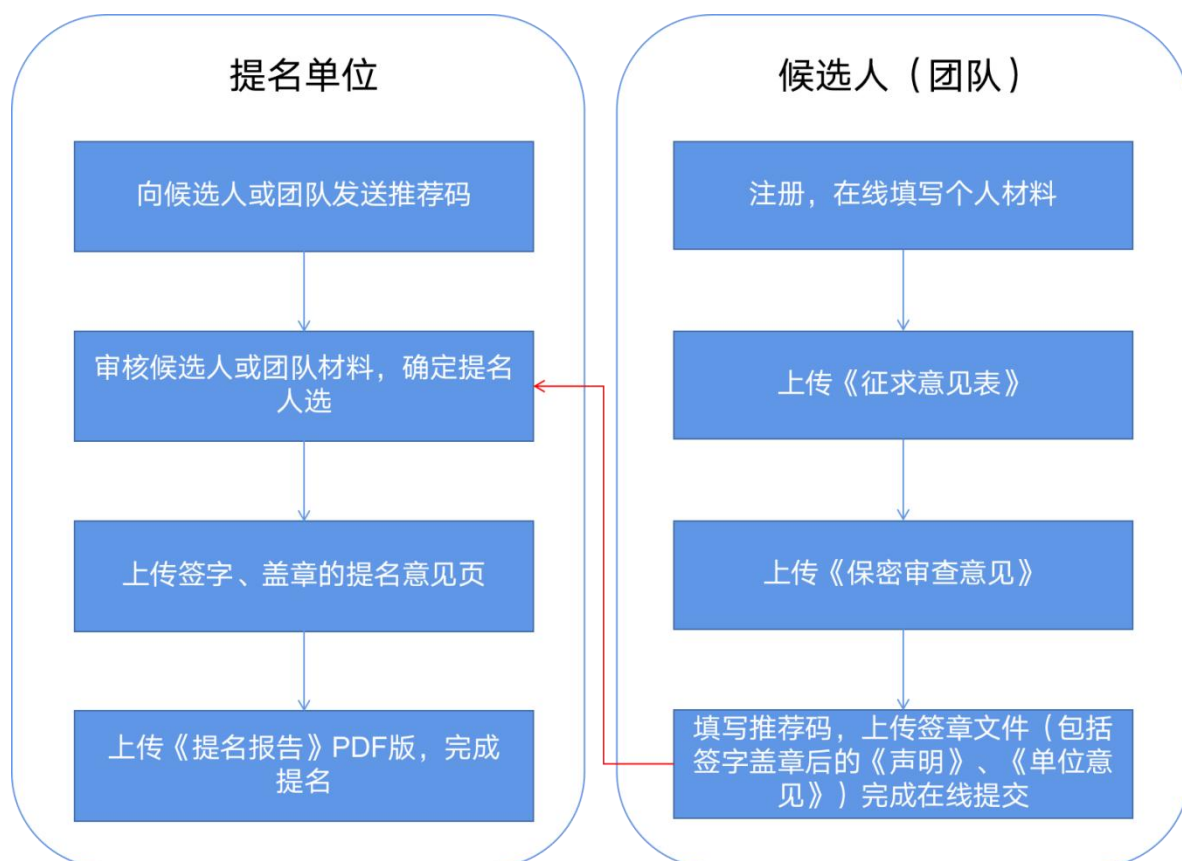 提名单位
向候选人或团队发送推荐码
审核候选人或团队材料，确定提名
人选
上传签字、盖章的提名意见页
上传《提名报告》PDF版，完成
提名
候选人（团队）
注册，在线填写个人材料
上传《征求意见表》
上传《保密审查意见》
填写推荐码，上传签章文件（包括
签字盖章后的《声明》、《单位意
见》）完成在线提交